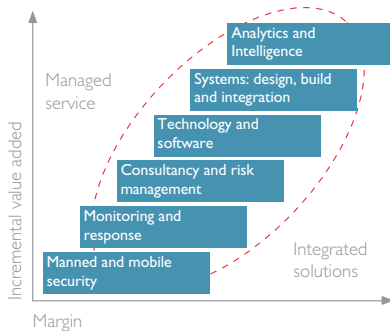 Analytics and
Intelligence
Systems: design, build
and integration
Managed
service
Technology and
software
Consultancy and risk
management
Monitoring and
response
Integrated
solutions
Manned and mobile
security
Incremental value added
Margin